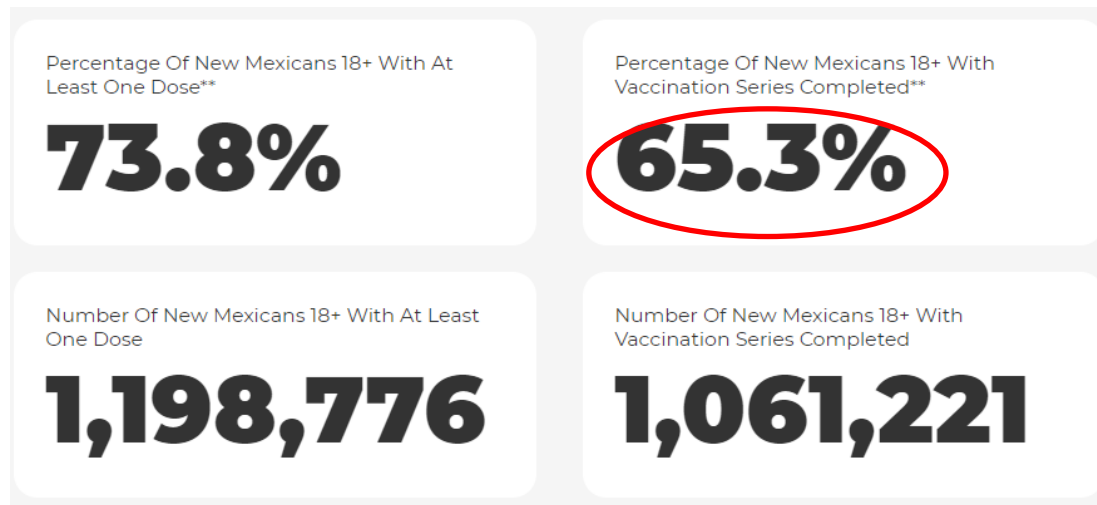 Percentage Of New Mexicans 18+ With At
Least One Dose**
73.8%
Percentage Of New Mexicans 18+ With
Vaccination Series Completed**
65.3%
Number Of New Mexicans 18+ With At Least
One Dose
1,198,776
Number Of New Mexicans 18+ With
Vaccination Series Completed
1,061,221